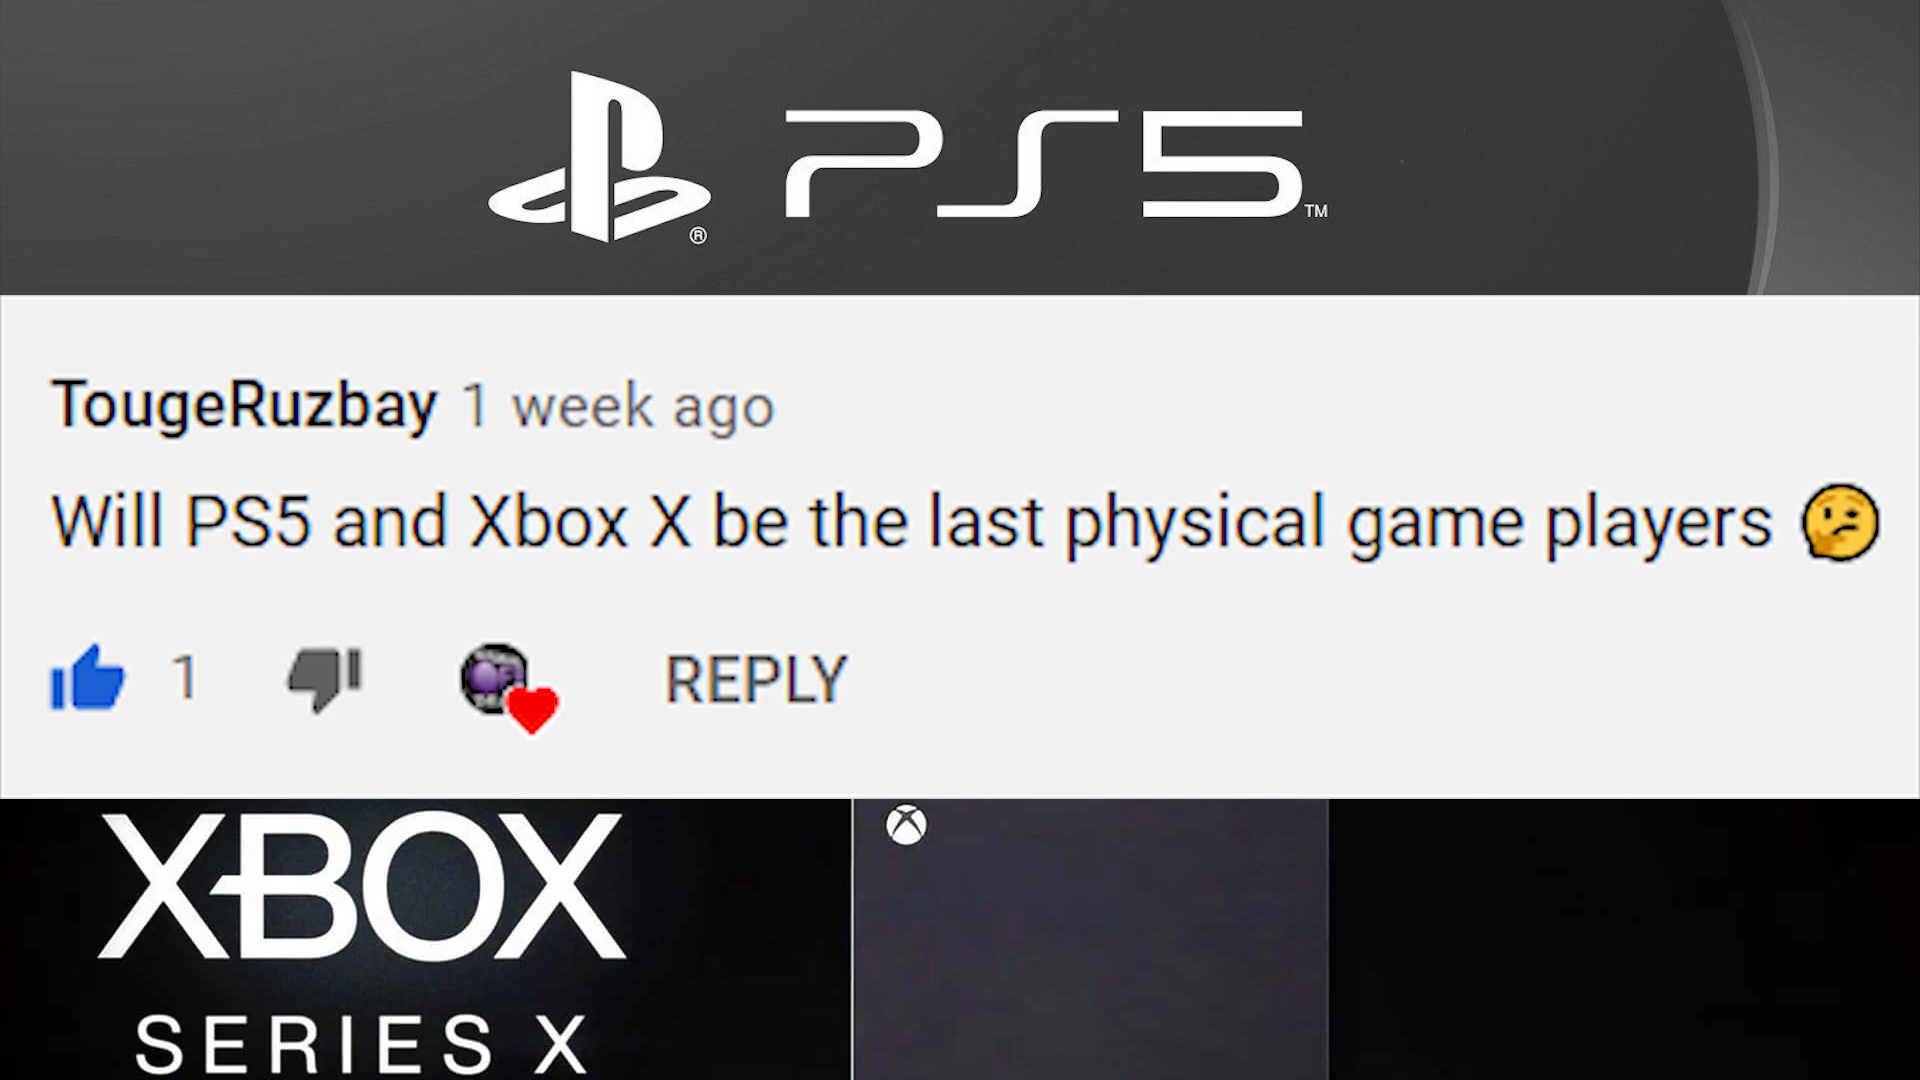 PS5™
®
TougeRuzbay 1 week ago
Will PS5 and Xbox X be the last physical game players 🤔
1
REPLY
XBOX
SERIES X